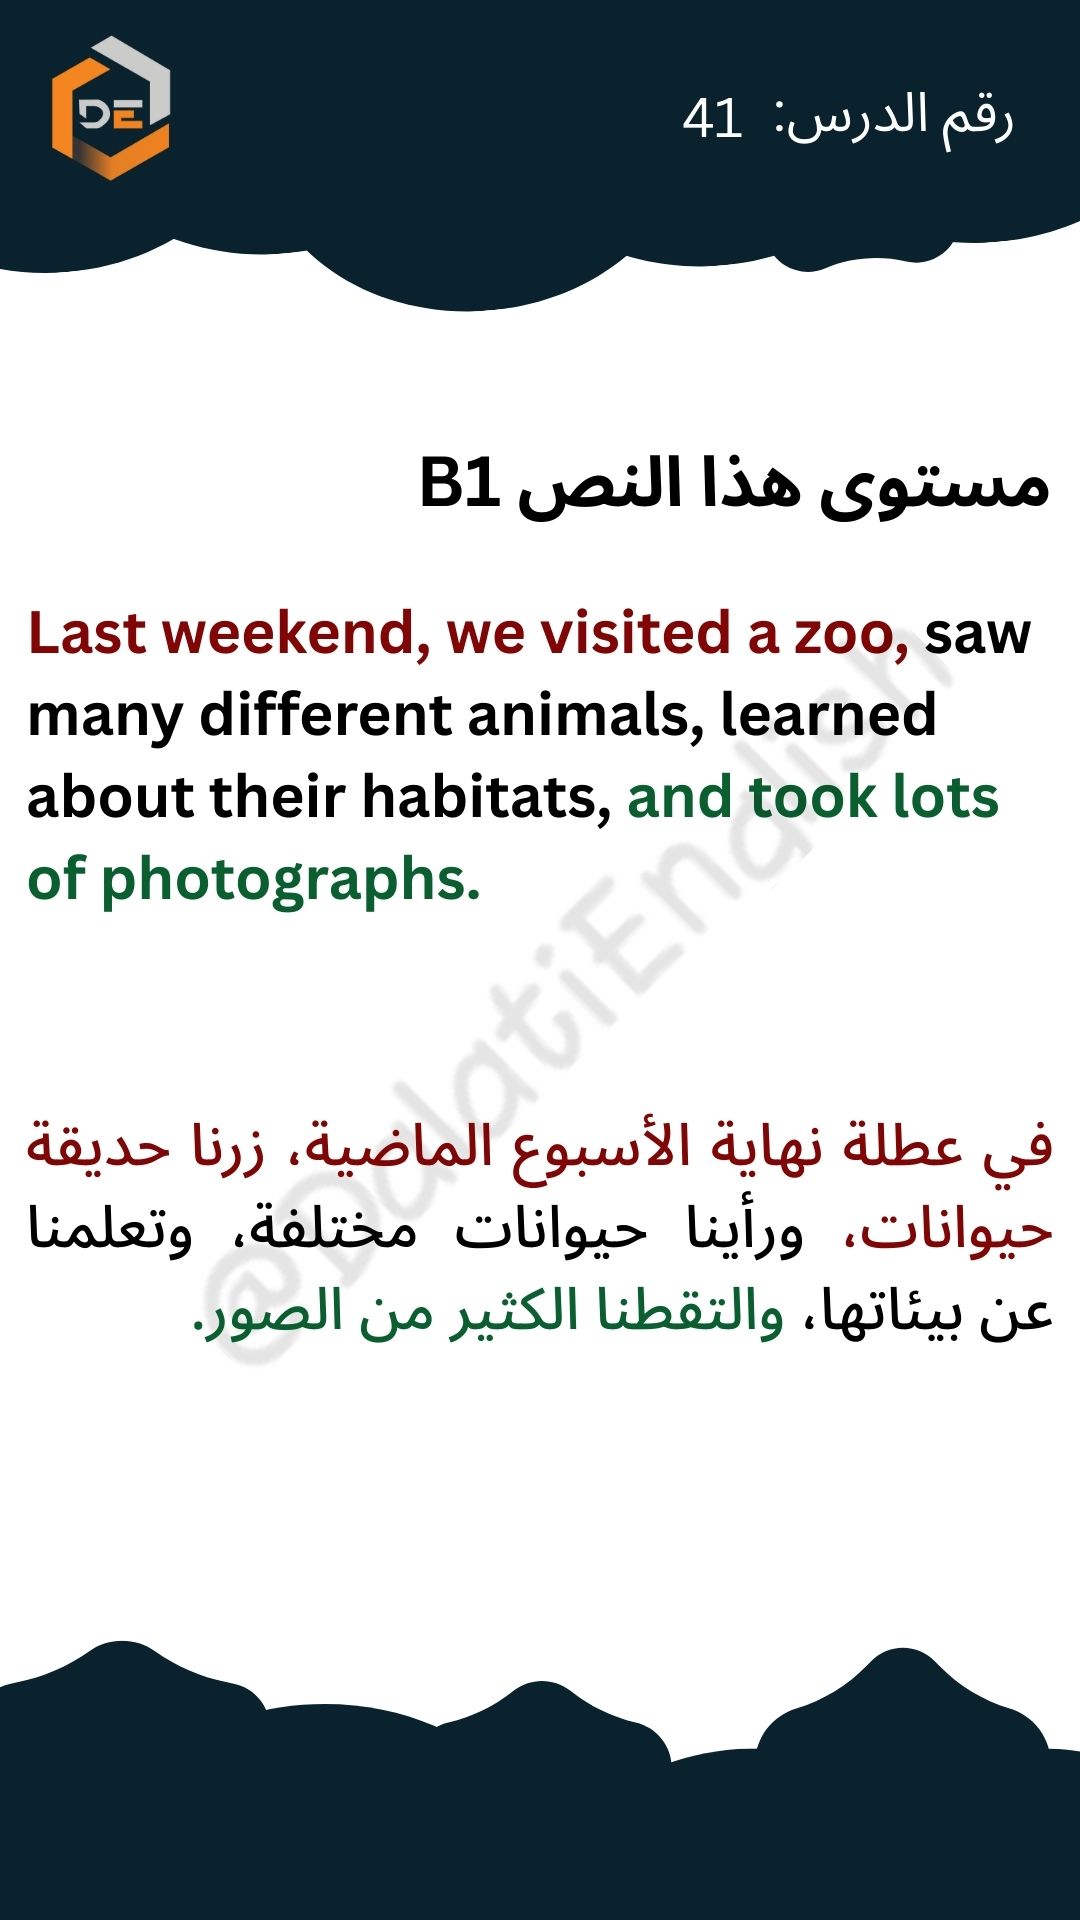 DE
رقم الدرس: 41
مستوى هذا النص B1
Last weekend, we visited a zoo, saw
many different animals, learned
about their habitats, and took lots
of photographs.
@DalatiEnglish
في عطلة نهاية الأسبوع الماضية، زرنا حديقة
حيوانات، ورأينا حيوانات مختلفة، وتعلمنا
عن بيئاتها، والتقطنا الكثير من الصور.